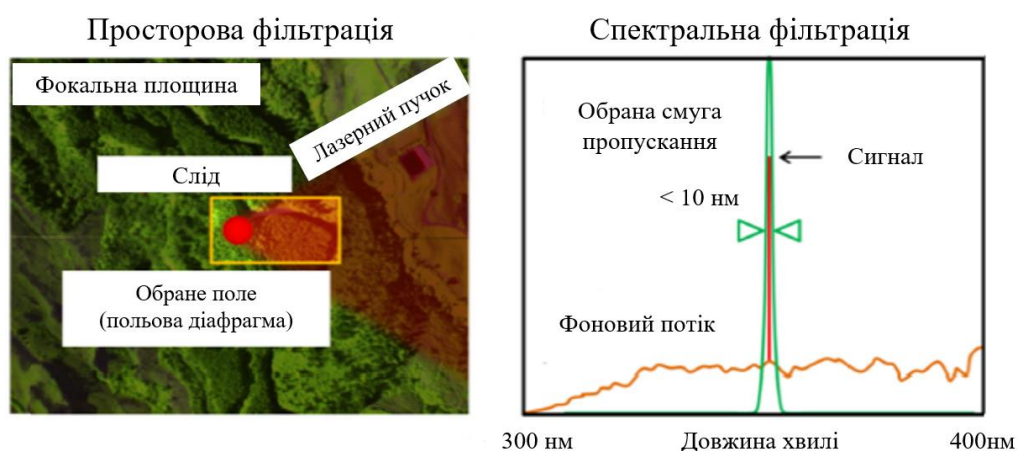 Просторова фільтрація
Фокальна площина
Лазерний пучок
Слід
Обране поле
(польова діафрагма)
Спектральна фільтрація
Обрана смуга
пропускання
Сигнал
< 10 нм
Фоновий потік
300 нм
Довжина хвилі
400нм